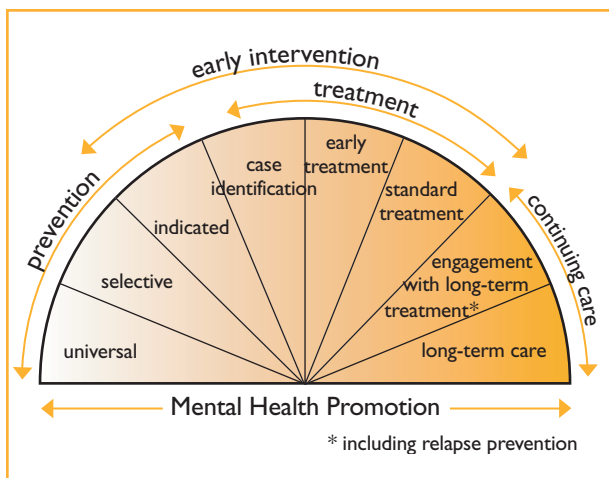 early intervention
treatment
prevention
continuing care
universal
selective
indicated
case
identification
early
treatment
standard
treatment
engagement
with long-term
treatment*
long-term care
Mental Health Promotion
* including relapse prevention